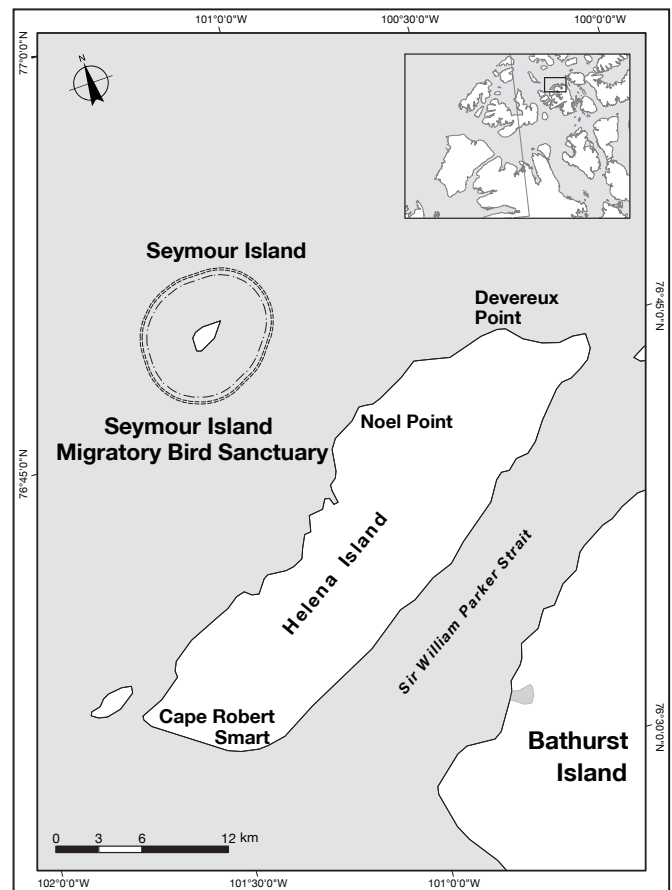 101°0'0"W 100°30'0"W 100°0'0"W
77°0'0"N
N
Seymour Island
Devereux
Point
76°45'0"N
Seymour Island
Migratory Bird Sanctuary
Noel Point
76°45'0"N
Helena Island
Sir William Parker Strait
Cape Robert
Smart
76°30'0"N
Bathurst
Island
0 3 6 12 km
102°0'0"W 101°30'0"W 101°0'0"W